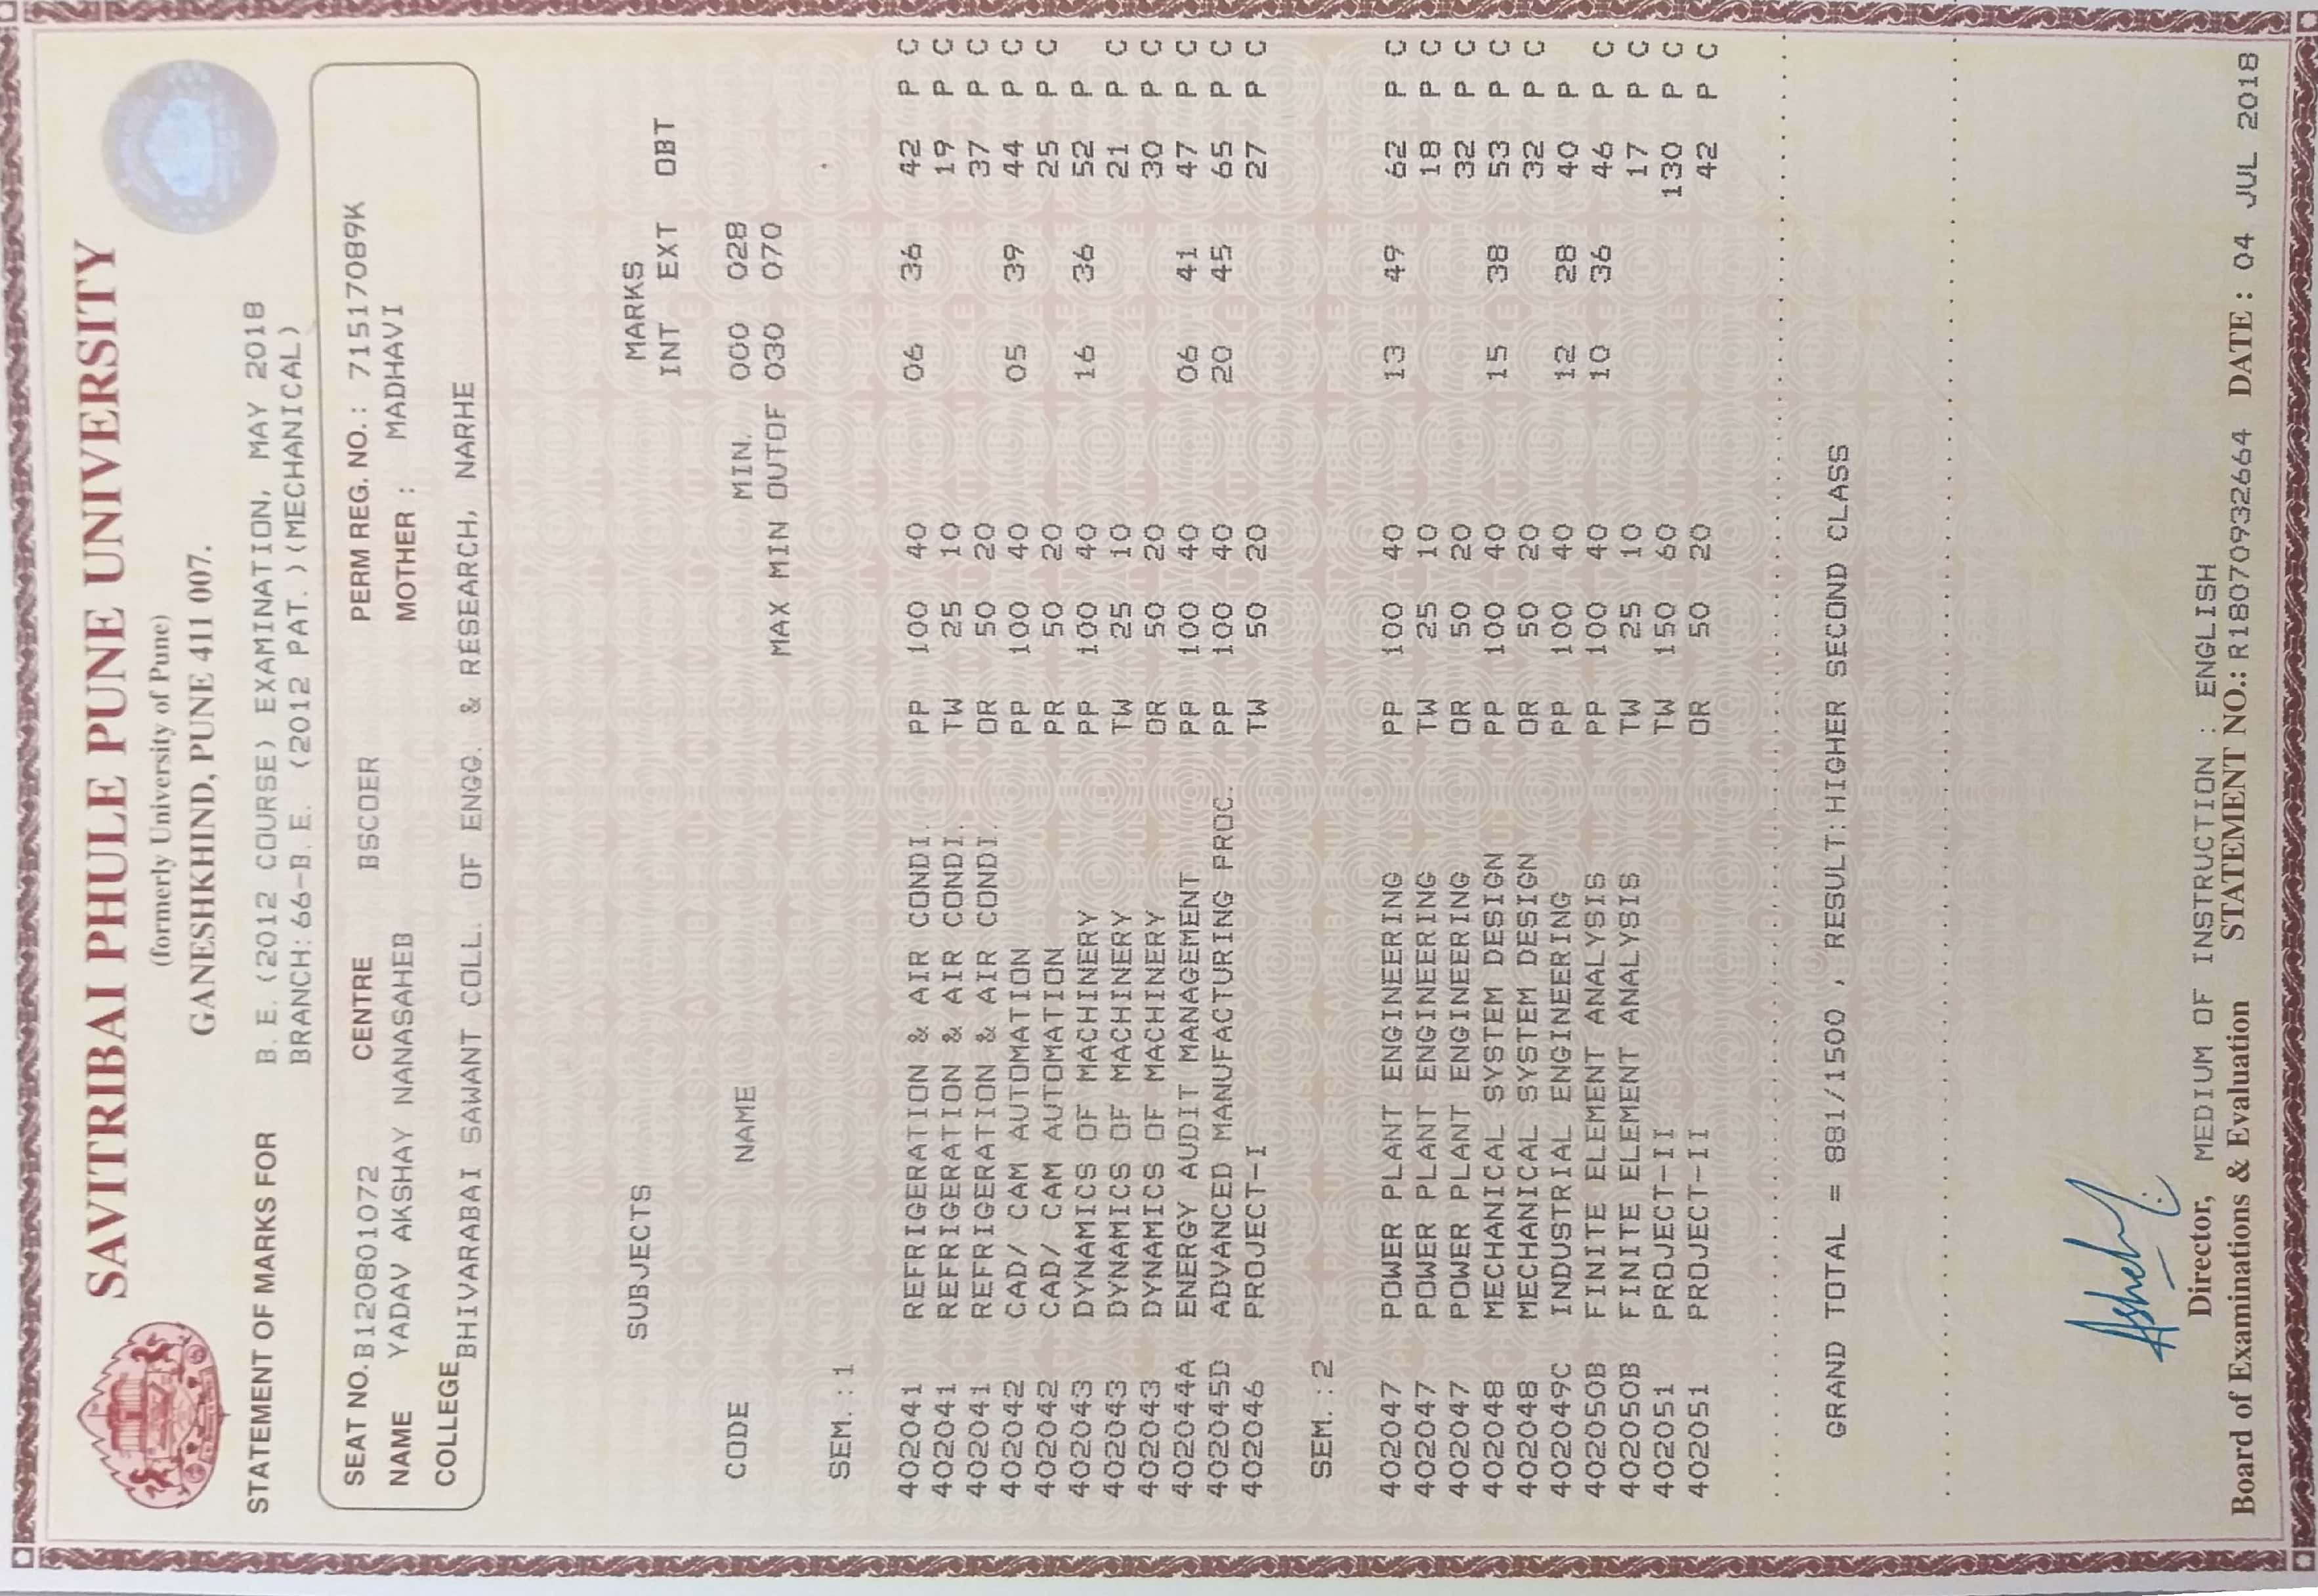 SAVITRIBAI PHULE PUNE UNIVERSITY
(formerly University of Pune)
GANESHKHIND, PUNE 411 007.
STATEMENT OF MARKS FOR B.E.(2012 COURSE) EXAMINATION, MAY 2018
BRANCH:66-B.E. (2012 PAT.)(MECHANICAL)
SEAT NO. B120801072 CENTRE BSCOER PERM REG. NO. : 71517089K
NAME YADAV AKSHAY NANASAHEB MOTHER : MADHAVI
COLLEGE BHIVARABAI SAWANT COLL. OF ENGG. & RESEARCH, NARHE
SUBJECTS MARKS
INT EXT OBT
CODE NAME MIN. 000 028
MAX MIN OUTOF 030 070
SEM.:1
402041 REFRIGERATION & AIR CONDI. PP 100 40 06 36 42 P C
402041 REFRIGERATION & AIR CONDI. TW 25 10 19 P C
402041 REFRIGERATION & AIR CONDI. OR 50 20 37 P C
402042 CAD/ CAM AUTOMATION PP 100 40 05 39 44 P C
402042 CAD/ CAM AUTOMATION PR 50 20 25 P C
402043 DYNAMICS OF MACHINERY PP 100 40 16 36 52 P
402043 DYNAMICS OF MACHINERY TW 25 10 21 P C
402043 DYNAMICS OF MACHINERY OR 50 20 30 P C
402044A ENERGY AUDIT MANAGEMENT PP 100 40 06 41 47 P C
402045D ADVANCED MANUFACTURING PROC. PP 100 40 20 45 65 P C
402046 PROJECT-I TW 50 20 27 P C
SEM.:2
402047 POWER PLANT ENGINEERING PP 100 40 13 49 62 P C
402047 POWER PLANT ENGINEERING TW 25 10 18 P C
402047 POWER PLANT ENGINEERING OR 50 20 32 P C
402048 MECHANICAL SYSTEM DESIGN PP 100 40 15 38 53 P C
402048 MECHANICAL SYSTEM DESIGN OR 50 20 32 P C
402049C INDUSTRIAL ENGINEERING PP 100 40 12 28 40 P
402050B FINITE ELEMENT ANALYSIS PP 100 40 10 36 46 P C
402050B FINITE ELEMENT ANALYSIS TW 25 10 17 P C
402051 PROJECT-II TW 150 60 130 P C
402051 PROJECT-II OR 50 20 42 P C
GRAND TOTAL = 881/1500 , RESULT:HIGHER SECOND CLASS
Director, MEDIUM OF INSTRUCTION : ENGLISH
Board of Examinations & Evaluation STATEMENT NO.: R180709932664 DATE : 04 JUL 2018